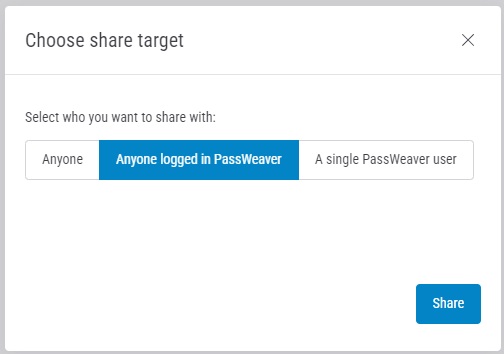 Choose share target
Select who you want to share with:
Anyone
Anyone logged in PassWeaver
A single PassWeaver user
Share